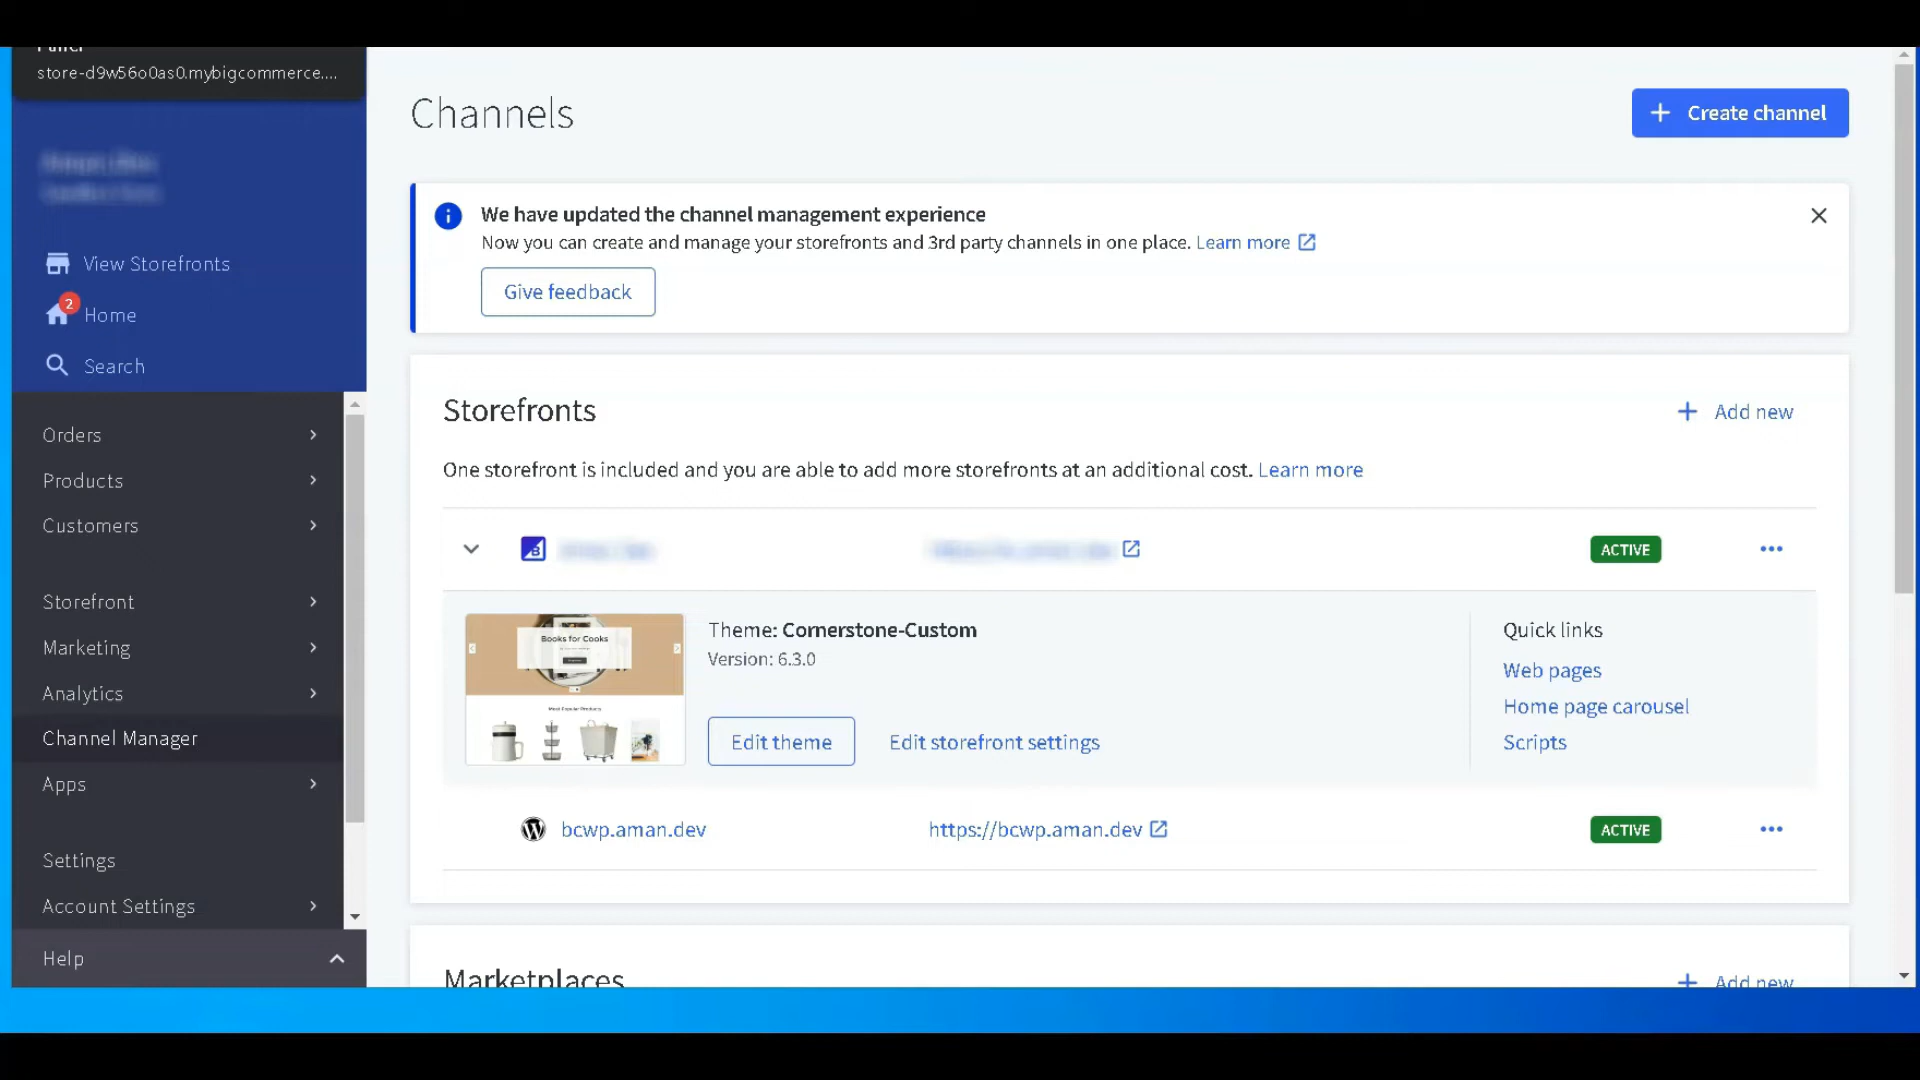 store-d9w56o0as0.mybigcommerce....
View Storefronts
2
Home
Search
Orders
Products
Customers
Storefront
Marketing
Analytics
Channel Manager
Apps
Settings
Account Settings
Help
Channels
+ Create channel
We have updated the channel management experience
Now you can create and manage your storefronts and 3rd party channels in one place. Learn more
Give feedback
Storefronts
+ Add new
One storefront is included and you are able to add more storefronts at an additional cost. Learn more
B
ACTIVE
Books for Cooks
Most Popular Products
Theme: Cornerstone-Custom
Version: 6.3.0
Edit theme
Edit storefront settings
Quick links
Web pages
Home page carousel
Scripts
bcwp.aman.dev
https://bcwp.aman.dev
ACTIVE
Marketplaces
+ Add new